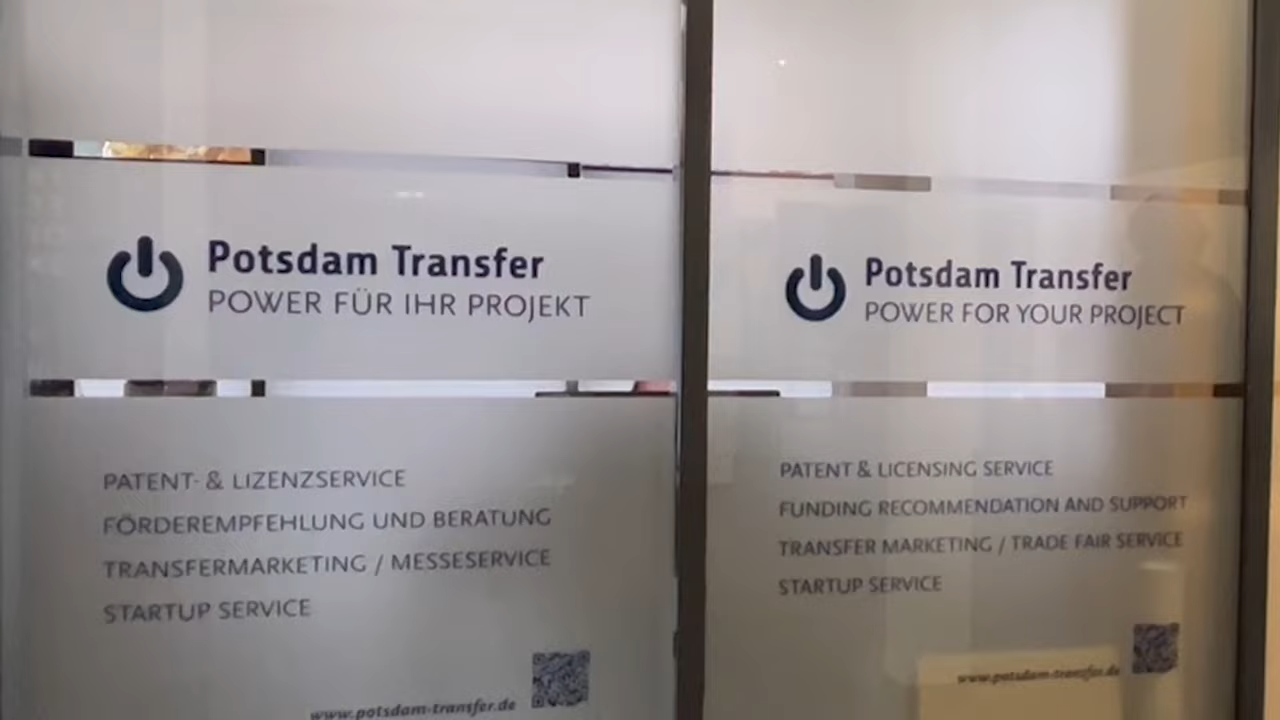 Potsdam Transfer
POWER FÜR IHR PROJEKT
PATENT- & LIZENZSERVICE
FÖRDEREMPFEHLUNG UND BERATUNG
TRANSFERMARKETING / MESSESERVICE
STARTUP SERVICE
www.potsdam-transfer.de
Potsdam Transfer
POWER FOR YOUR PROJECT
PATENT & LICENSING SERVICE
FUNDING RECOMMENDATION AND SUPPORT
TRANSFER MARKETING / TRADE FAIR SERVICE
STARTUP SERVICE
www.potsdam-transfer.de